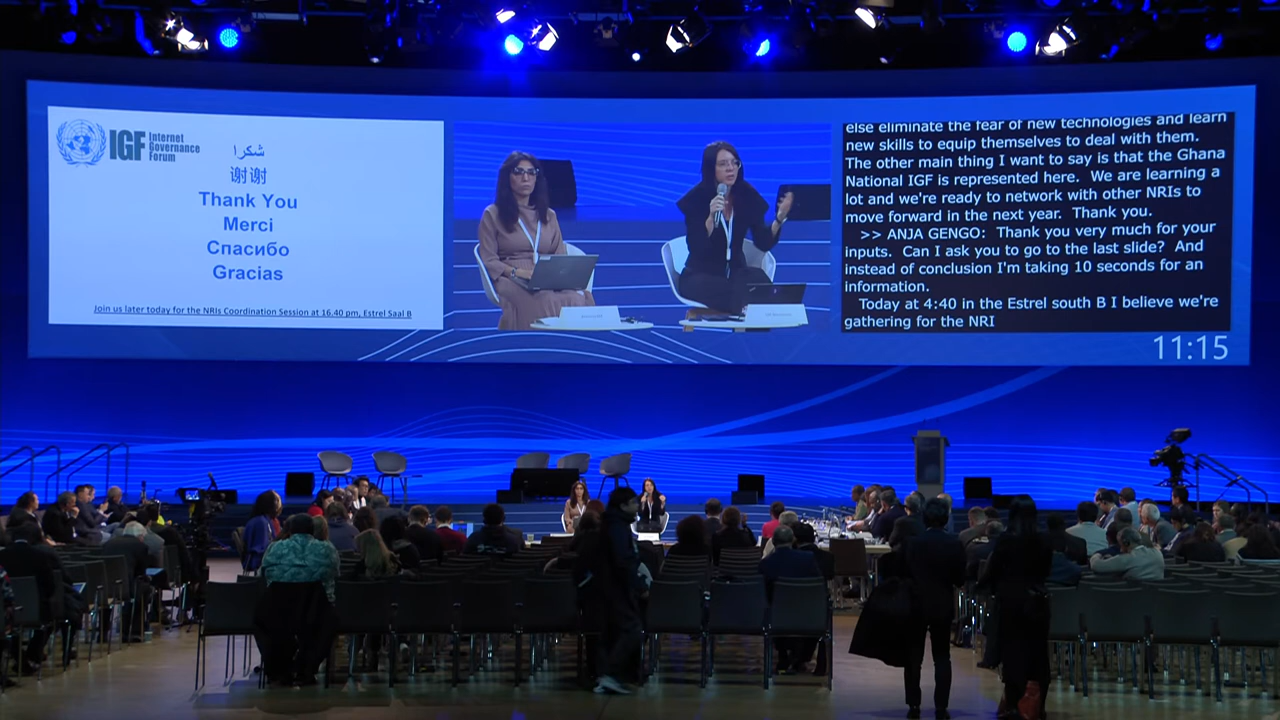 IGF Internet
Governance
Forum
شكرا
谢谢
Thank You
Merci
Спасибо
Gracias
Join us later today for the NRIs Coordination Session at 16.40 pm, Estrel Saal B
else eliminate the fear of new technologies and learn
new skills to equip themselves to deal with them.
The other main thing I want to say is that the Ghana
National IGF is represented here. We are learning a
lot and we're ready to network with other NRIs to
move forward in the next year. Thank you.
>> ANJA GENGO: Thank you very much for your
inputs. Can I ask you to go to the last slide? And
instead of conclusion I'm taking 10 seconds for an
information.
Today at 4:40 in the Estrel south B I believe we're
gathering for the NRI
11:15